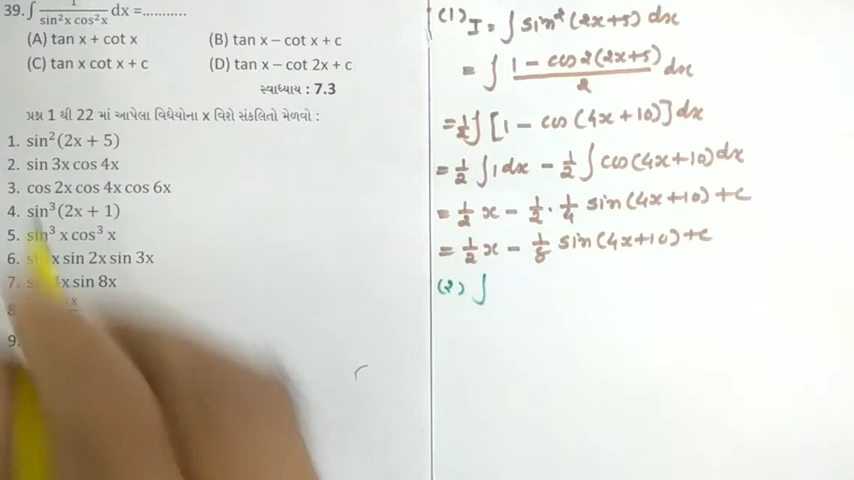 39. ∫ 1/(sin²x cos²x) dx = ...........
(A) tan x + cot x (B) tan x – cot x + c
(C) tan x cot x + c (D) tan x – cot 2x + c
સ્વાધ્યાય : 7.3
પ્રશ્ન 1 થી 22 માં આપેલા વિધેયોના x વિશે સંકલિતો મેળવો :
1. sin²(2x + 5)
2. sin 3x cos 4x
3. cos 2x cos 4x cos 6x
4. sin³(2x + 1)
5. sin³ x cos³ x
6. x sin 2x sin 3x
7. x sin 8x
8
9.
(1) I = ∫ sin² (2x+5) dx
= ∫ (1 - cos 2(2x+5))/2 dx
= 1/2 ∫ [1 - cos (4x+10)] dx
= 1/2 ∫ 1 dx - 1/2 ∫ cos(4x+10) dx
= 1/2 x - 1/2 · 1/4 sin(4x+10) + c
= 1/2 x - 1/8 sin(4x+10) + c
(2) ∫